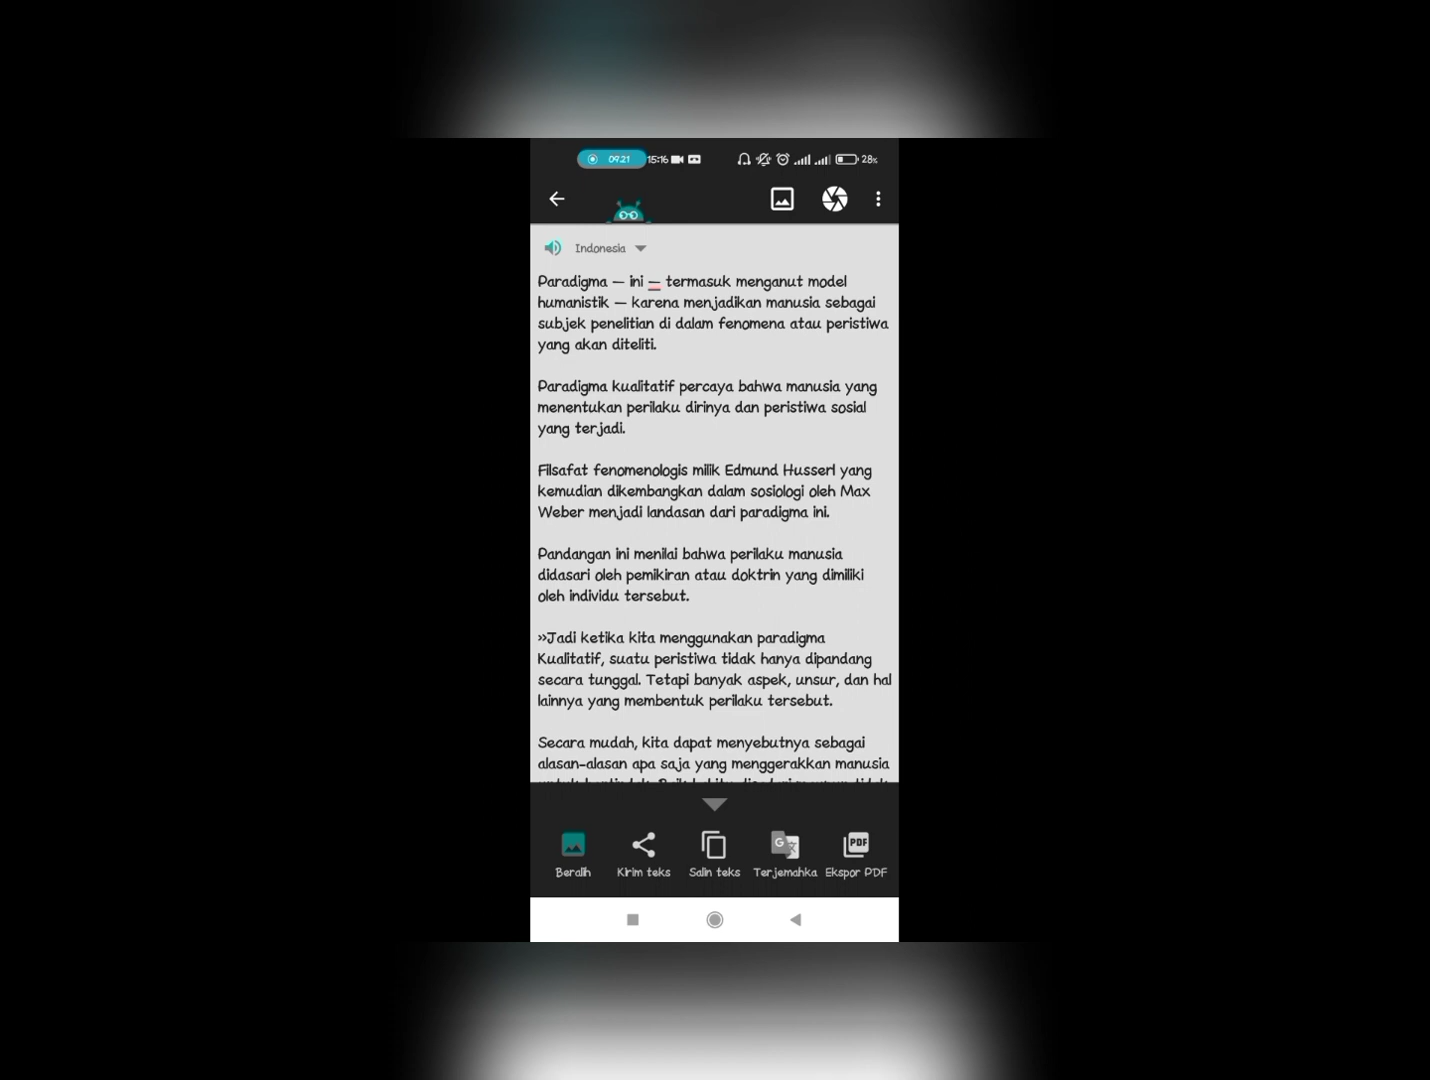 09.21 15:16 28%
Indonesia
Paradigma — ini — termasuk menganut model
humanistik — karena menjadikan manusia sebagai
subjek penelitian di dalam fenomena atau peristiwa
yang akan diteliti.
Paradigma kualitatif percaya bahwa manusia yang
menentukan perilaku dirinya dan peristiwa sosial
yang terjadi.
Filsafat fenomenologis milik Edmund Husserl yang
kemudian dikembangkan dalam sosiologi oleh Max
Weber menjadi landasan dari paradigma ini.
Pandangan ini menilai bahwa perilaku manusia
didasari oleh pemikiran atau doktrin yang dimiliki
oleh individu tersebut.
»Jadi ketika kita menggunakan paradigma
Kualitatif, suatu peristiwa tidak hanya dipandang
secara tunggal. Tetapi banyak aspek, unsur, dan hal
lainnya yang membentuk perilaku tersebut.
Secara mudah, kita dapat menyebutnya sebagai
alasan-alasan apa saja yang menggerakkan manusia
Beralih Kirim teks Salin teks Terjemahka Ekspor PDF